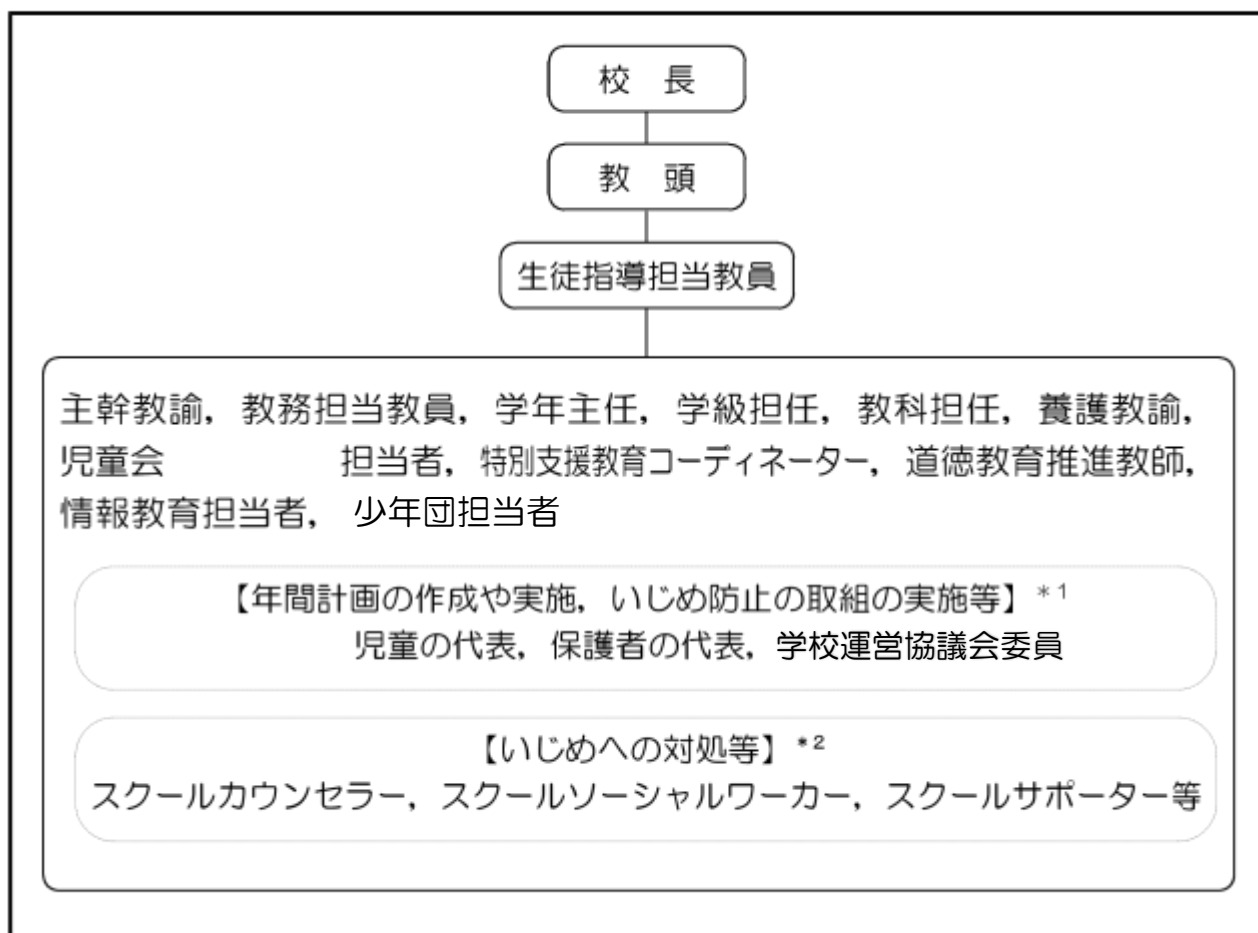 校　長
教　頭
生徒指導担当教員
主幹教諭，教務担当教員，学年主任，学級担任，教科担任，養護教諭，
児童会　　　　　担当者，特別支援教育コーディネーター，道徳教育推進教師，
情報教育担当者，　少年団担当者
【年間計画の作成や実施，いじめ防止の取組の実施等】*1
児童の代表，保護者の代表，学校運営協議会委員
【いじめへの対処等】*2
スクールカウンセラー，スクールソーシャルワーカー，スクールサポーター等